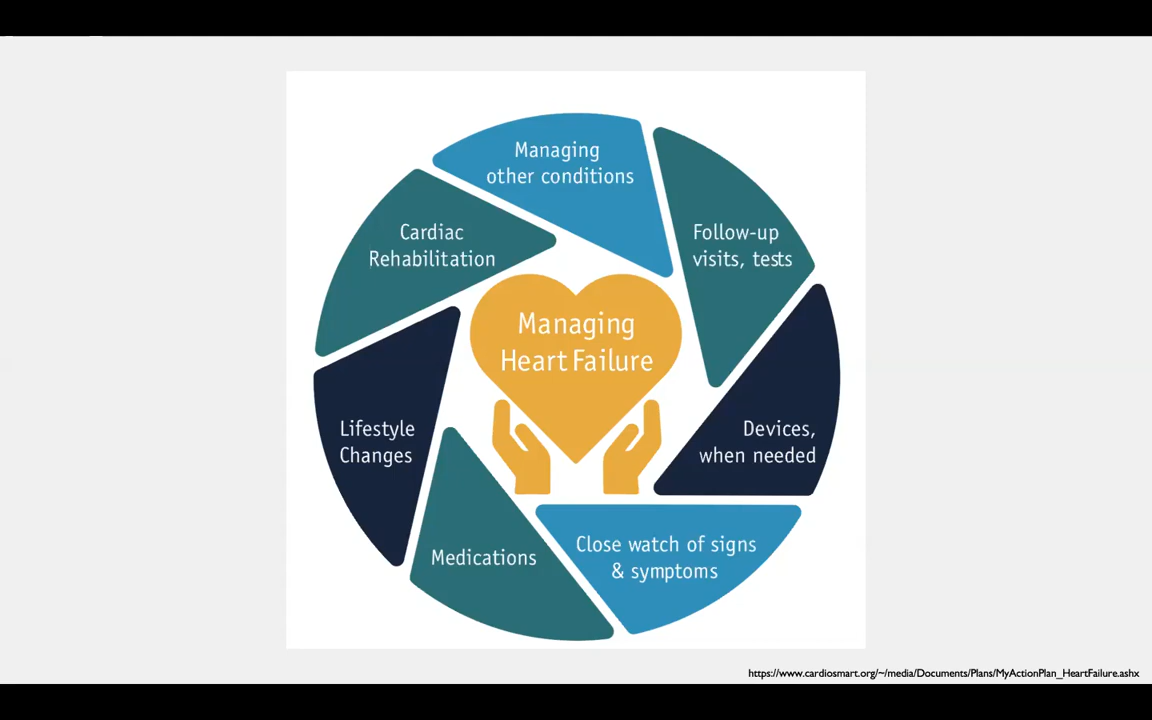 Managing
other conditions
Follow-up
visits, tests
Cardiac
Rehabilitation
Managing
Heart Failure
Lifestyle
Changes
Devices,
when needed
Medications
Close watch of signs
& symptoms
https://www.cardiosmart.org/~/media/Documents/Plans/MyActionPlan_HeartFailure.ashx